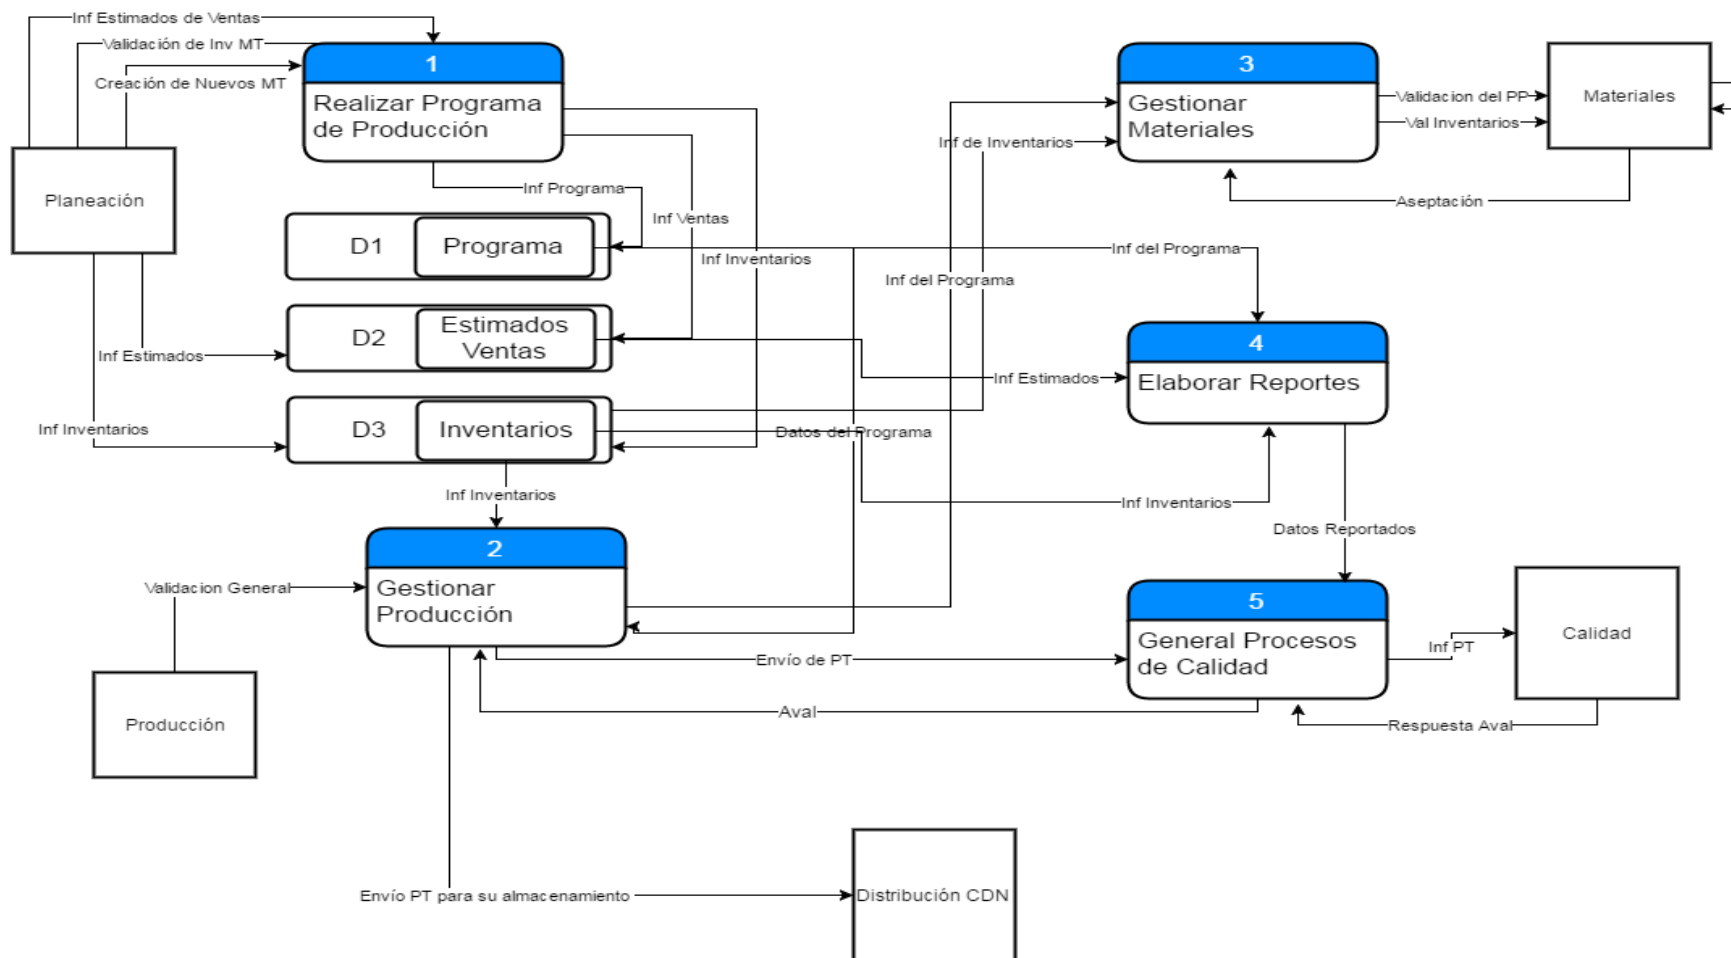 Inf Estimados de Ventas
Validación de Inv MT
Creación de Nuevos MT
1
Realizar Programa
de Producción
3
Gestionar
Materiales
Validacion del PP
Val Inventarios
Materiales
Inf de Inventarios
Aseptación
Planeación
Inf Programa
Inf Ventas
D1
Programa
Inf Inventarios
Inf del Programa
Inf del Programa
D2
Estimados
Ventas
Inf Estimados
4
Elaborar Reportes
Inf Estimados
Inf Inventarios
D3
Inventarios
Datos del Programa
Inf Inventarios
Inf Inventarios
Datos Reportados
2
Gestionar
Producción
Validacion General
5
General Procesos
de Calidad
Calidad
Inf PT
Envío de PT
Aval
Respuesta Aval
Producción
Envío PT para su almacenamiento
Distribución CDN